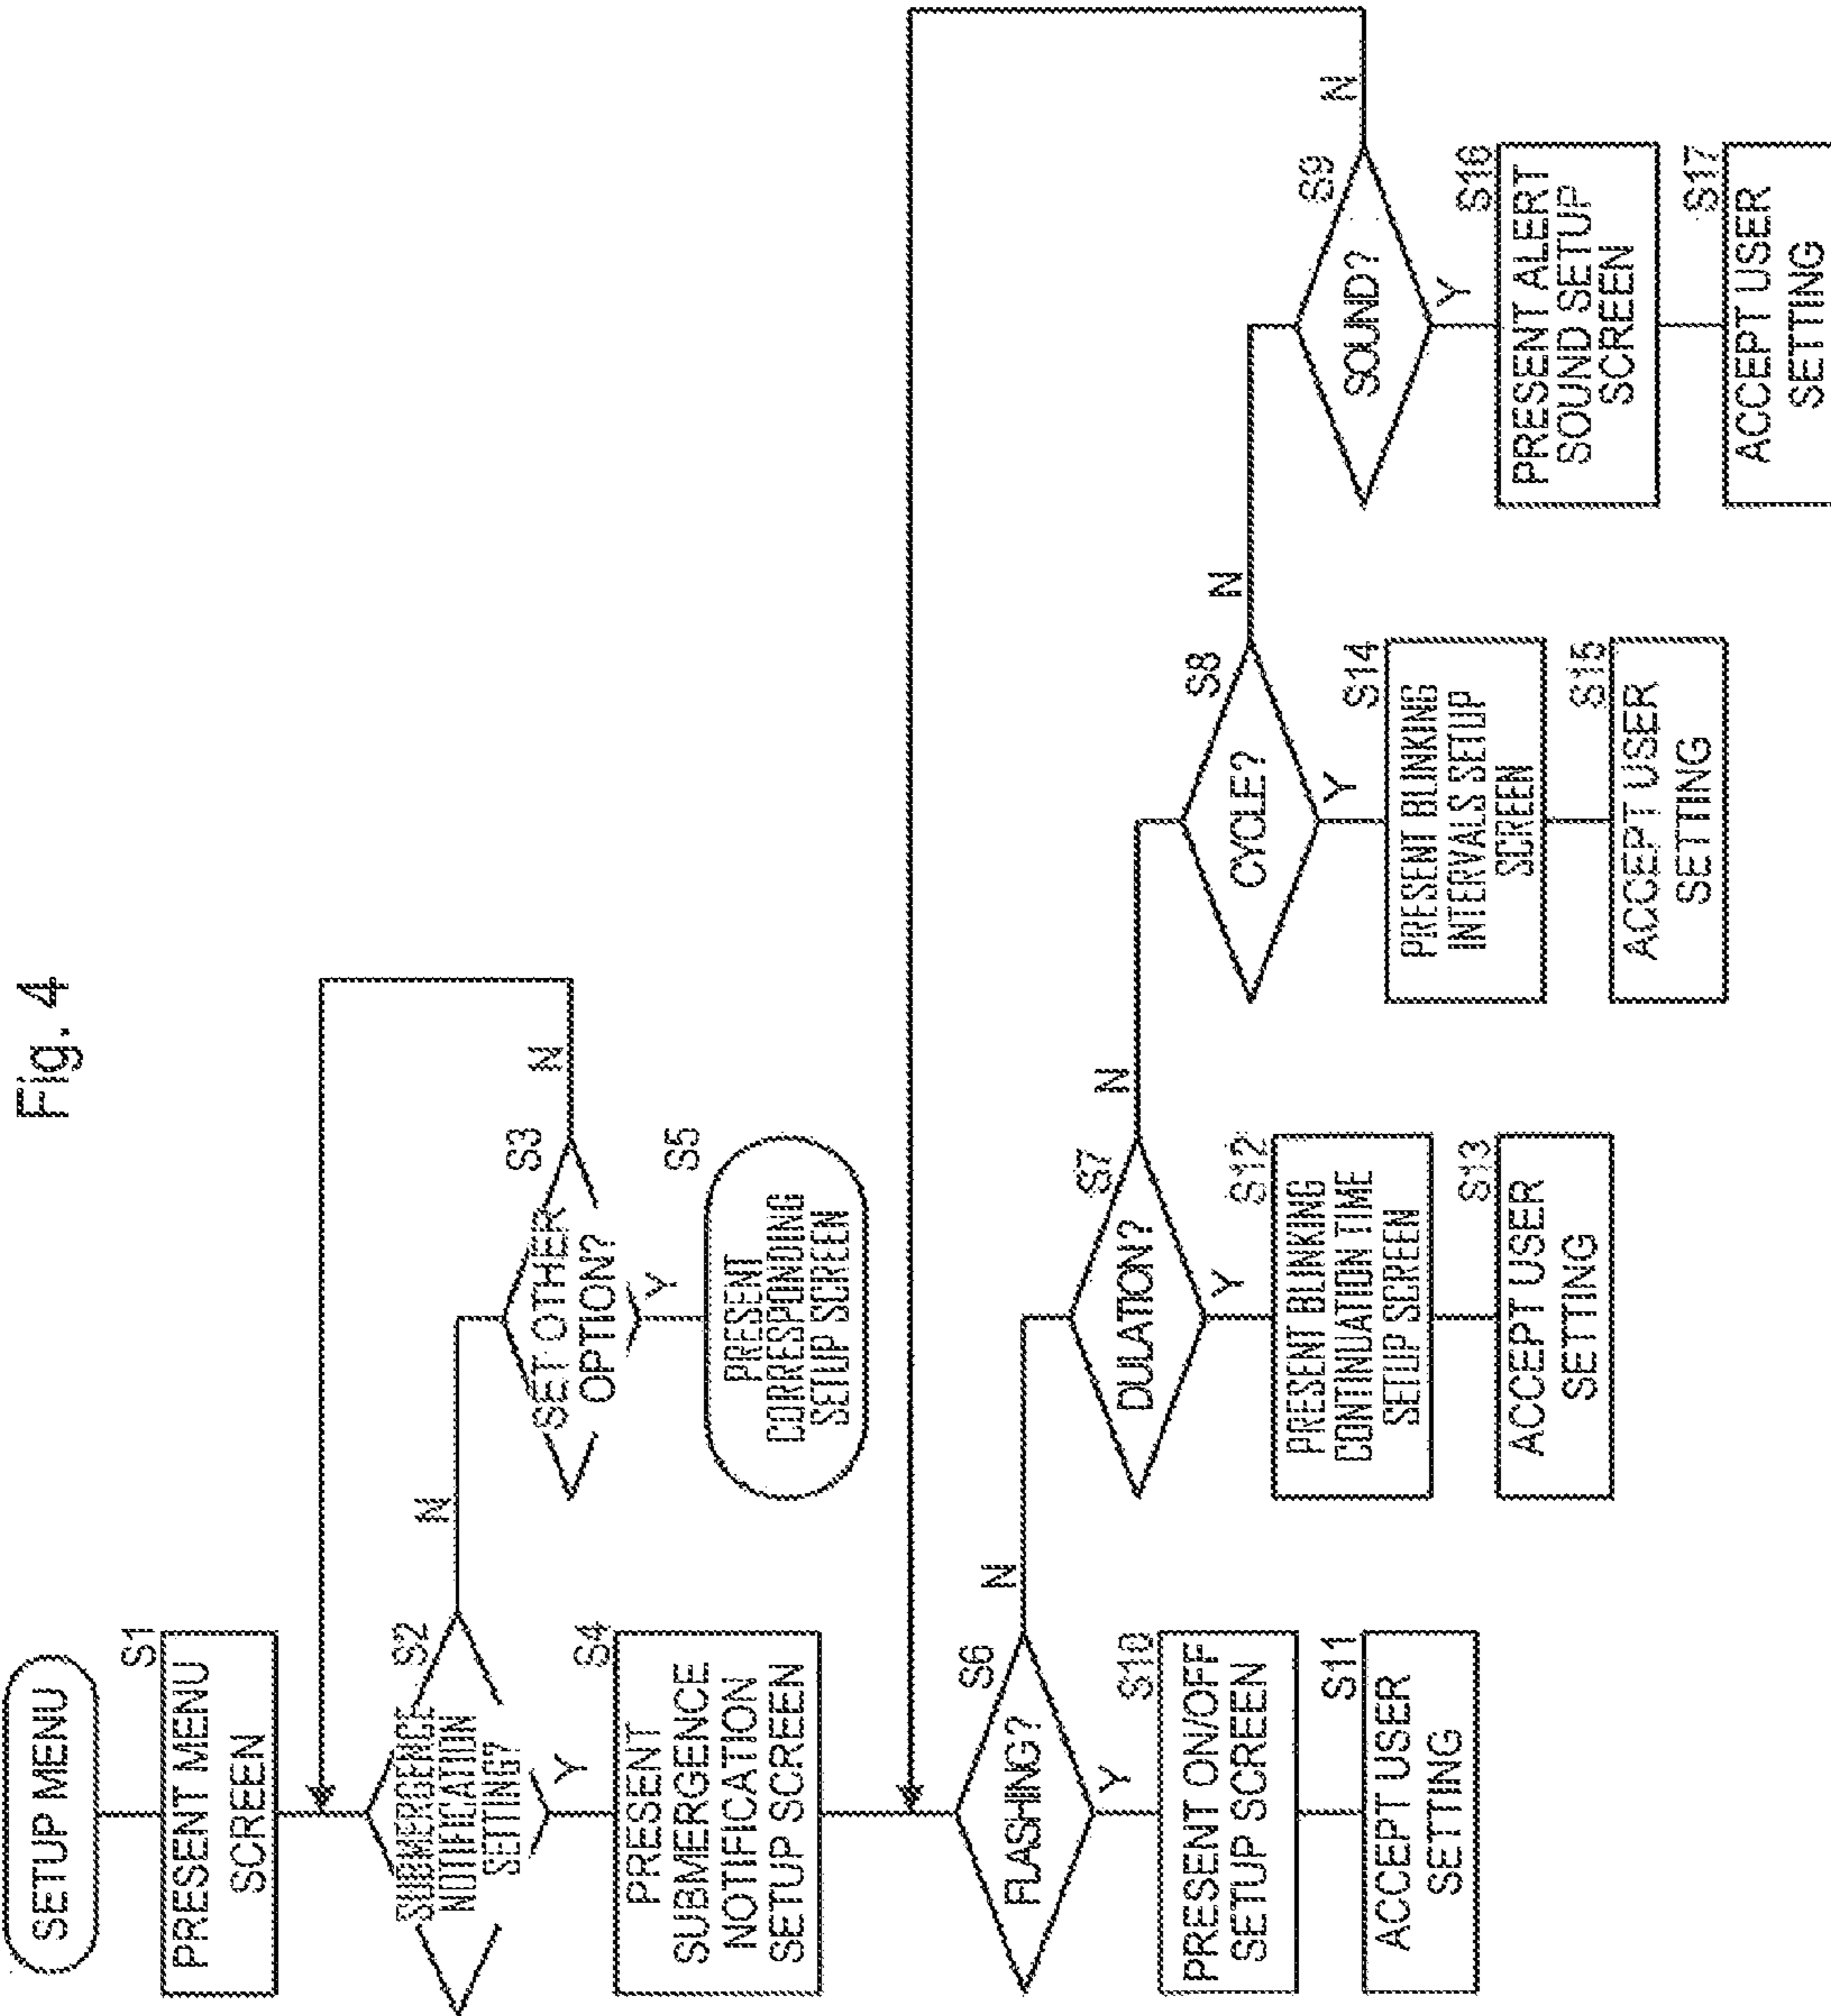 Fig. 4
SETUP MENU
S1
PRESENT MENU
SCREEN
S2
SUBMERGENCE
NOTIFICATION
SETTING?
N
Y
S3
SET OTHER
OPTION?
N
Y
S4
PRESENT
SUBMERGENCE
NOTIFICATION
SETUP SCREEN
S5
PRESENT
CORRESPONDING
SETUP SCREEN
S6
FLASHING?
N
Y
S7
DULATION?
N
Y
S8
CYCLE?
N
Y
S9
SOUND?
N
Y
S10
PRESENT ON/OFF
SETUP SCREEN
S11
ACCEPT USER
SETTING
S12
PRESENT BLINKING
CONTINUATION TIME
SETUP SCREEN
S13
ACCEPT USER
SETTING
S14
PRESENT BLINKING
INTERVALS SETUP
SCREEN
S15
ACCEPT USER
SETTING
S16
PRESENT ALERT
SOUND SETUP
SCREEN
S17
ACCEPT USER
SETTING